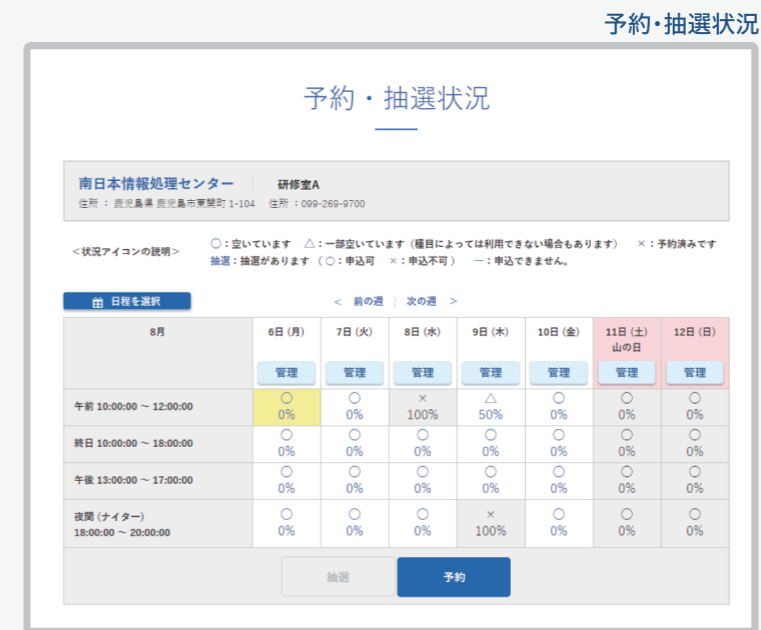 予約・抽選状況
予約・抽選状況
南日本情報処理センター 研修室A
住所 : 鹿児島県 鹿児島市東開町 1-104 住所 : 099-269-9700
<状況アイコンの説明> ○:空いています △:一部空いています(種目によっては利用できない場合もあります) ×:予約済みです
抽選:抽選があります (○:申込可 ×:申込不可) ー:申込できません。
日程を選択 < 前の週 | 次の週 >
8月 6日 (月) 7日 (火) 8日 (水) 9日 (木) 10日 (金) 11日 (土) 12日 (日)
山の日
管理 管理 管理 管理 管理 管理 管理
午前 10:00:00 ～ 12:00:00 ○ ○ × △ ○ ○ ○
0% 0% 100% 50% 0% 0% 0%
終日 10:00:00 ～ 18:00:00 ○ ○ ○ ○ ○ ○ ○
0% 0% 0% 0% 0% 0% 0%
午後 13:00:00 ～ 17:00:00 ○ ○ ○ ○ ○ ○ ○
0% 0% 0% 0% 0% 0% 0%
夜間 (ナイター) ○ ○ ○ × ○ ○ ○
18:00:00 ～ 20:00:00 0% 0% 0% 100% 0% 0% 0%
抽選 予約